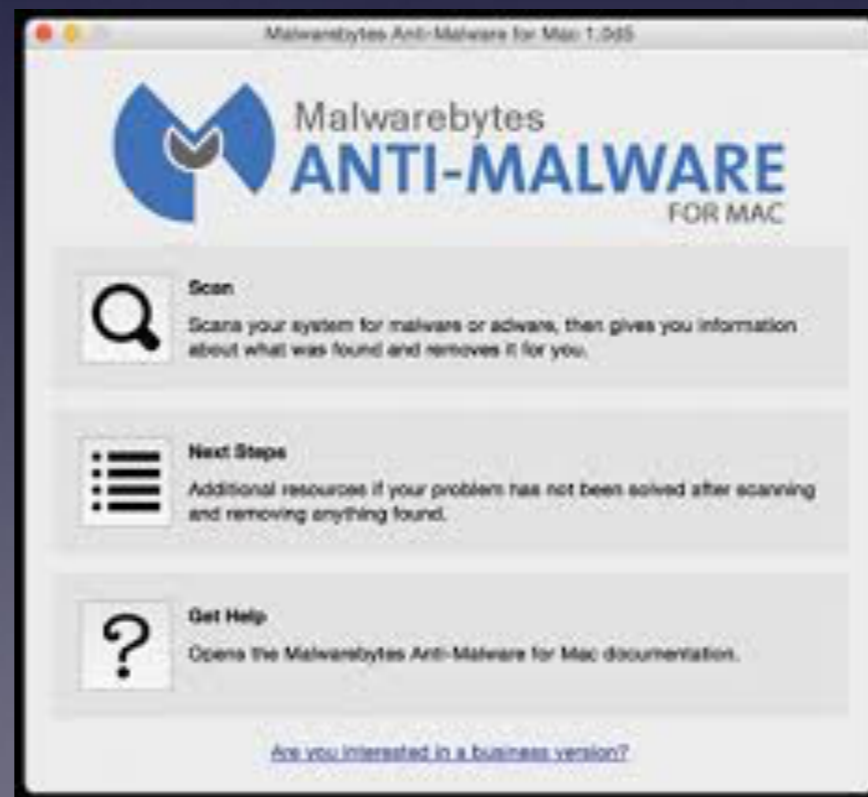 Malwarebytes Anti-Malware for Mac 1.0d5
Malwarebytes
ANTI-MALWARE
FOR MAC
Scan
Scans your system for malware or adware, then gives you information
about what was found and removes it for you.
Next Steps
Additional resources if your problem has not been solved after scanning
and removing anything found.
Get Help
Opens the Malwarebytes Anti-Malware for Mac documentation.
Are you interested in a business version?